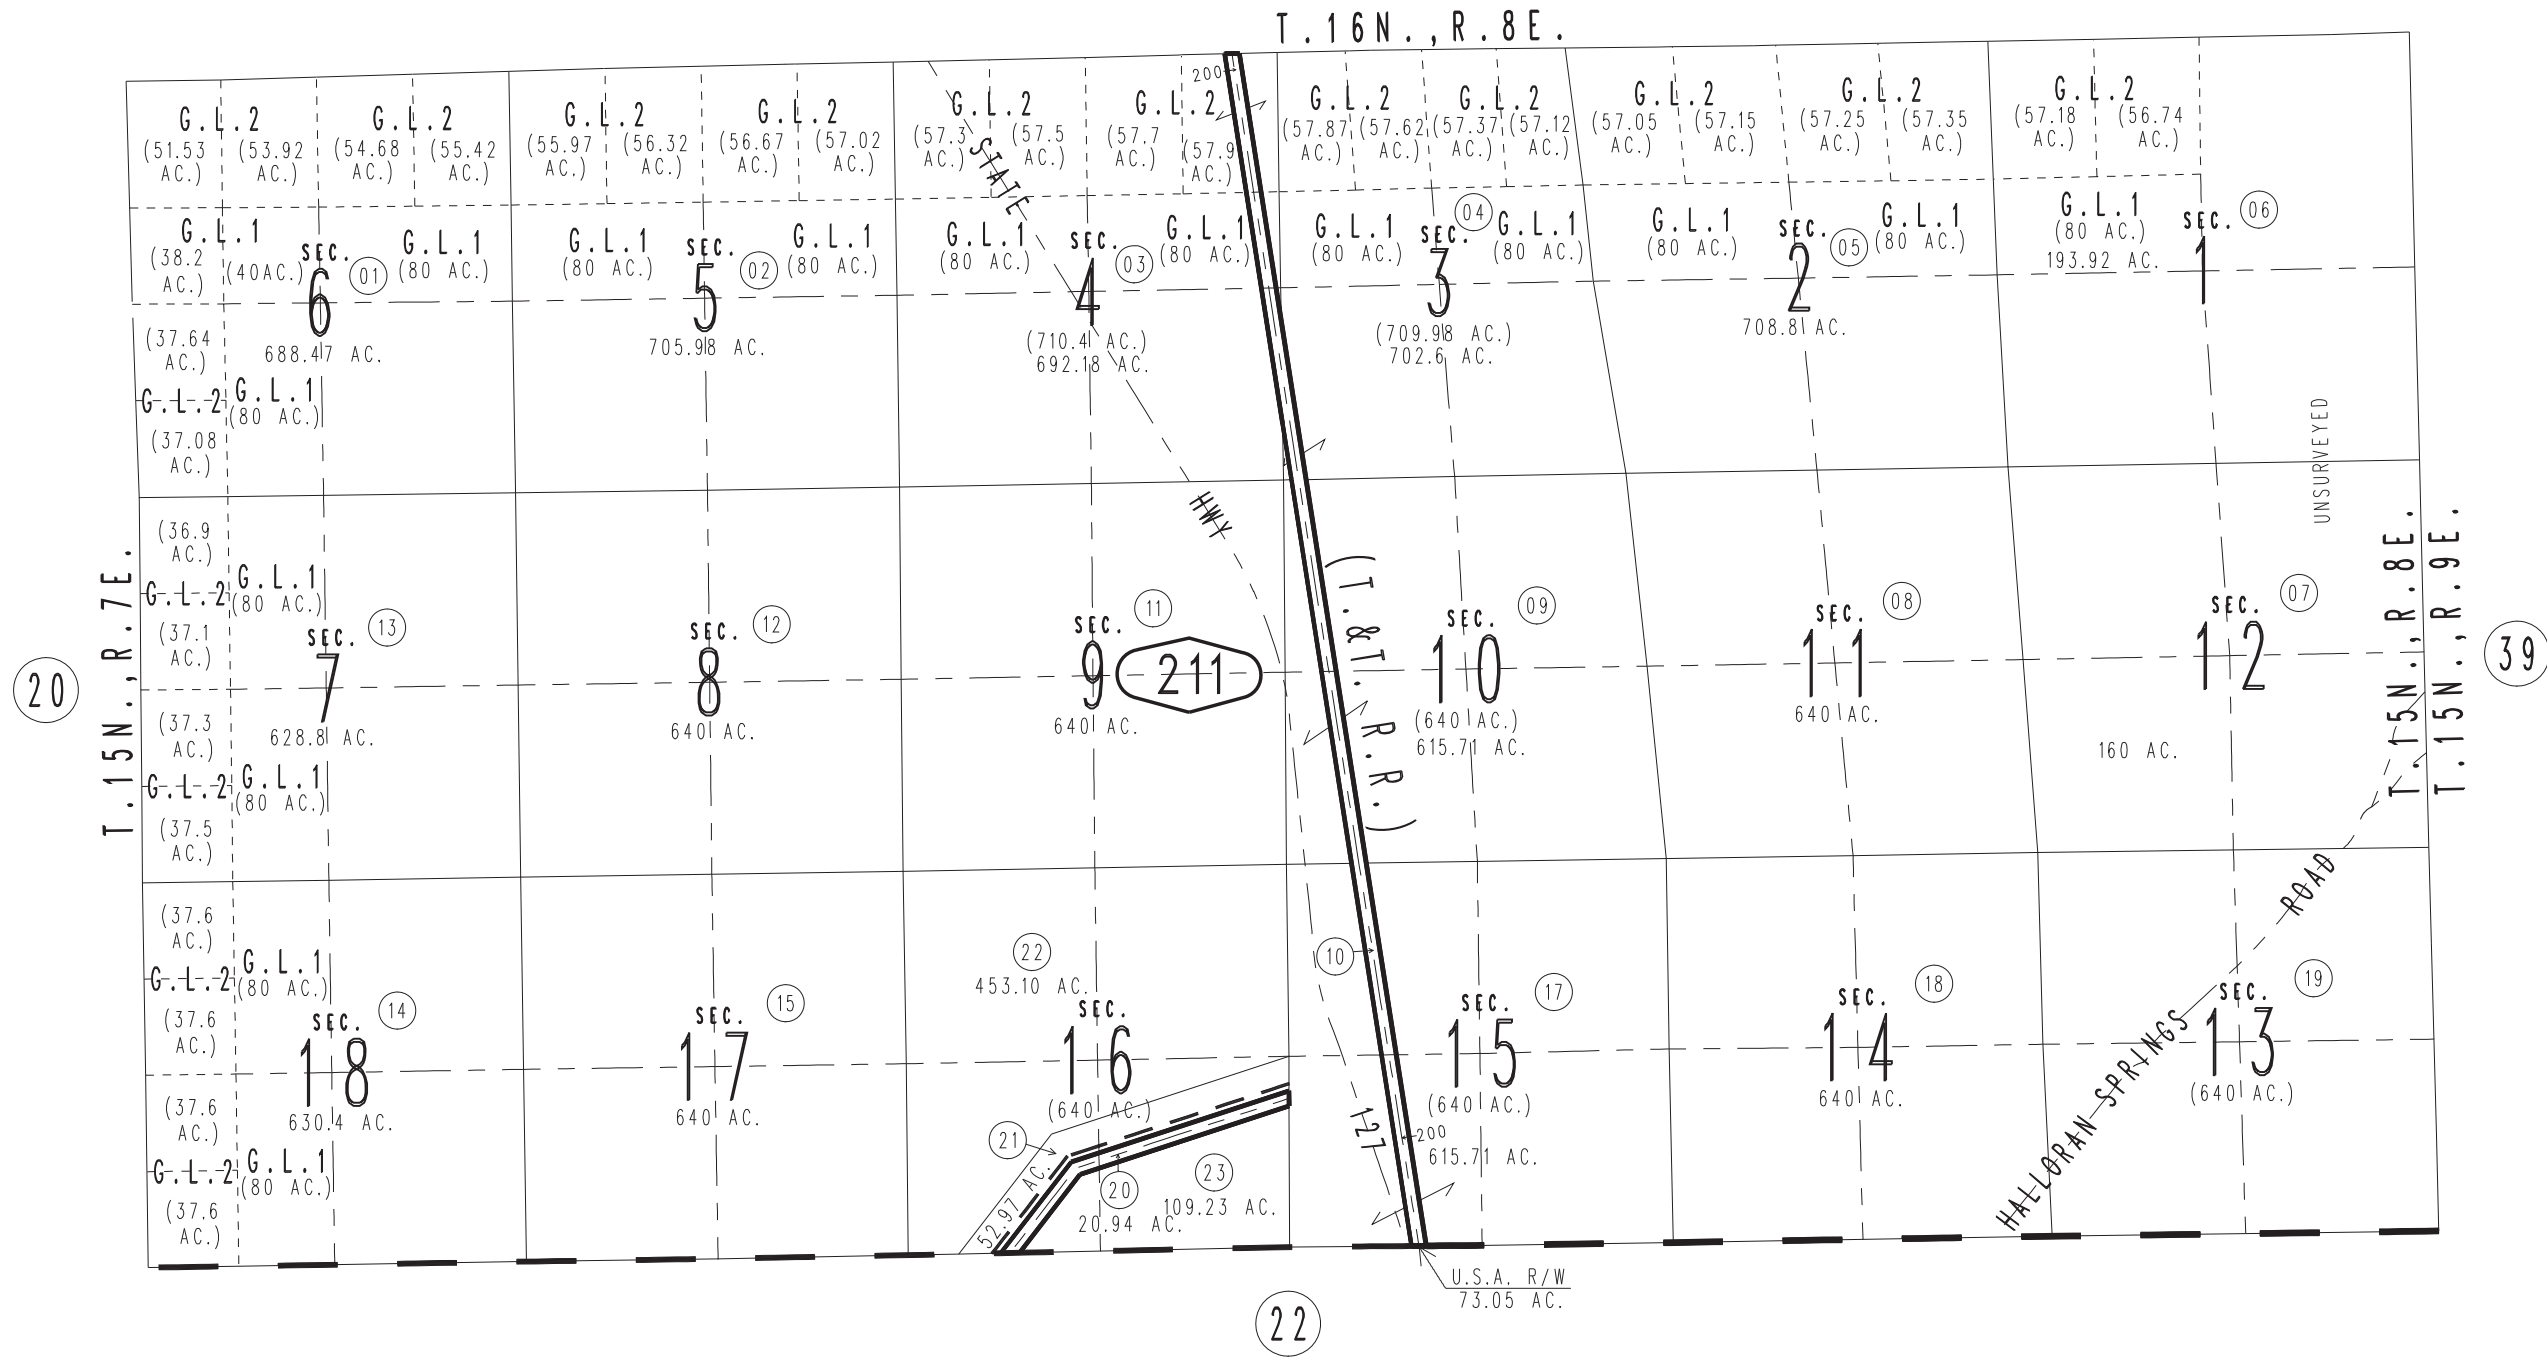 T.16N.,R.8E.
200
G.L.2
G.L.2
G.L.2
G.L.2
G.L.2
G.L.2
G.L.2
G.L.2
G.L.2
G.L.2
G.L.2
(51.53 AC.)
(53.92 AC.)
(54.68 AC.)
(55.42 AC.)
(55.97 AC.)
(56.32 AC.)
(56.67 AC.)
(57.02 AC.)
(57.3 AC.)
(57.5 AC.)
(57.7 AC.)
(57.9 AC.)
(57.87 AC.)
(57.62 AC.)
(57.37 AC.)
(57.12 AC.)
(57.05 AC.)
(57.15 AC.)
(57.25 AC.)
(57.35 AC.)
(57.18 AC.)
(56.74 AC.)
STATE
G.L.1
(38.2 AC.)
(40AC.)
SEC.
6
01
G.L.1
(80 AC.)
688.47 AC.
G.L.1
(80 AC.)
SEC.
5
02
G.L.1
(80 AC.)
705.98 AC.
G.L.1
(80 AC.)
SEC.
4
03
G.L.1
(80 AC.)
(710.4 AC.)
692.18 AC.
G.L.1
(80 AC.)
SEC.
3
04
G.L.1
(80 AC.)
(709.98 AC.)
702.6 AC.
G.L.1
(80 AC.)
SEC.
2
05
G.L.1
(80 AC.)
708.81 AC.
G.L.1
(80 AC.)
193.92 AC.
SEC.
1
06
(37.64 AC.)
G.L.2
G.L.1
(80 AC.)
(37.08 AC.)
UNSURVEYED
HWY
(T.&T. R.R.)
T.15N.,R.7E.
20
(36.9 AC.)
G.L.2
G.L.1
(80 AC.)
(37.1 AC.)
SEC.
7
13
628.8 AC.
(37.3 AC.)
G.L.2
G.L.1
(80 AC.)
(37.5 AC.)
SEC.
8
12
640 AC.
SEC.
9
11
211
640 AC.
SEC.
10
09
(640 AC.)
615.71 AC.
SEC.
11
08
640 AC.
SEC.
12
07
160 AC.
T.15N.,R.8E.
T.15N.,R.9E.
39
(37.6 AC.)
G.L.2
G.L.1
(80 AC.)
(37.6 AC.)
SEC.
18
14
630.4 AC.
(37.6 AC.)
G.L.2
G.L.1
(80 AC.)
(37.6 AC.)
SEC.
17
15
640 AC.
22
453.10 AC.
SEC.
16
(640 AC.)
21
52.97 AC.
20
20.94 AC.
23
109.23 AC.
10
127
200
SEC.
15
17
(640 AC.)
615.71 AC.
SEC.
14
18
640 AC.
SEC.
13
19
(640 AC.)
HALLORAN SPRINGS ROAD
U.S.A. R/W
73.05 AC.
22